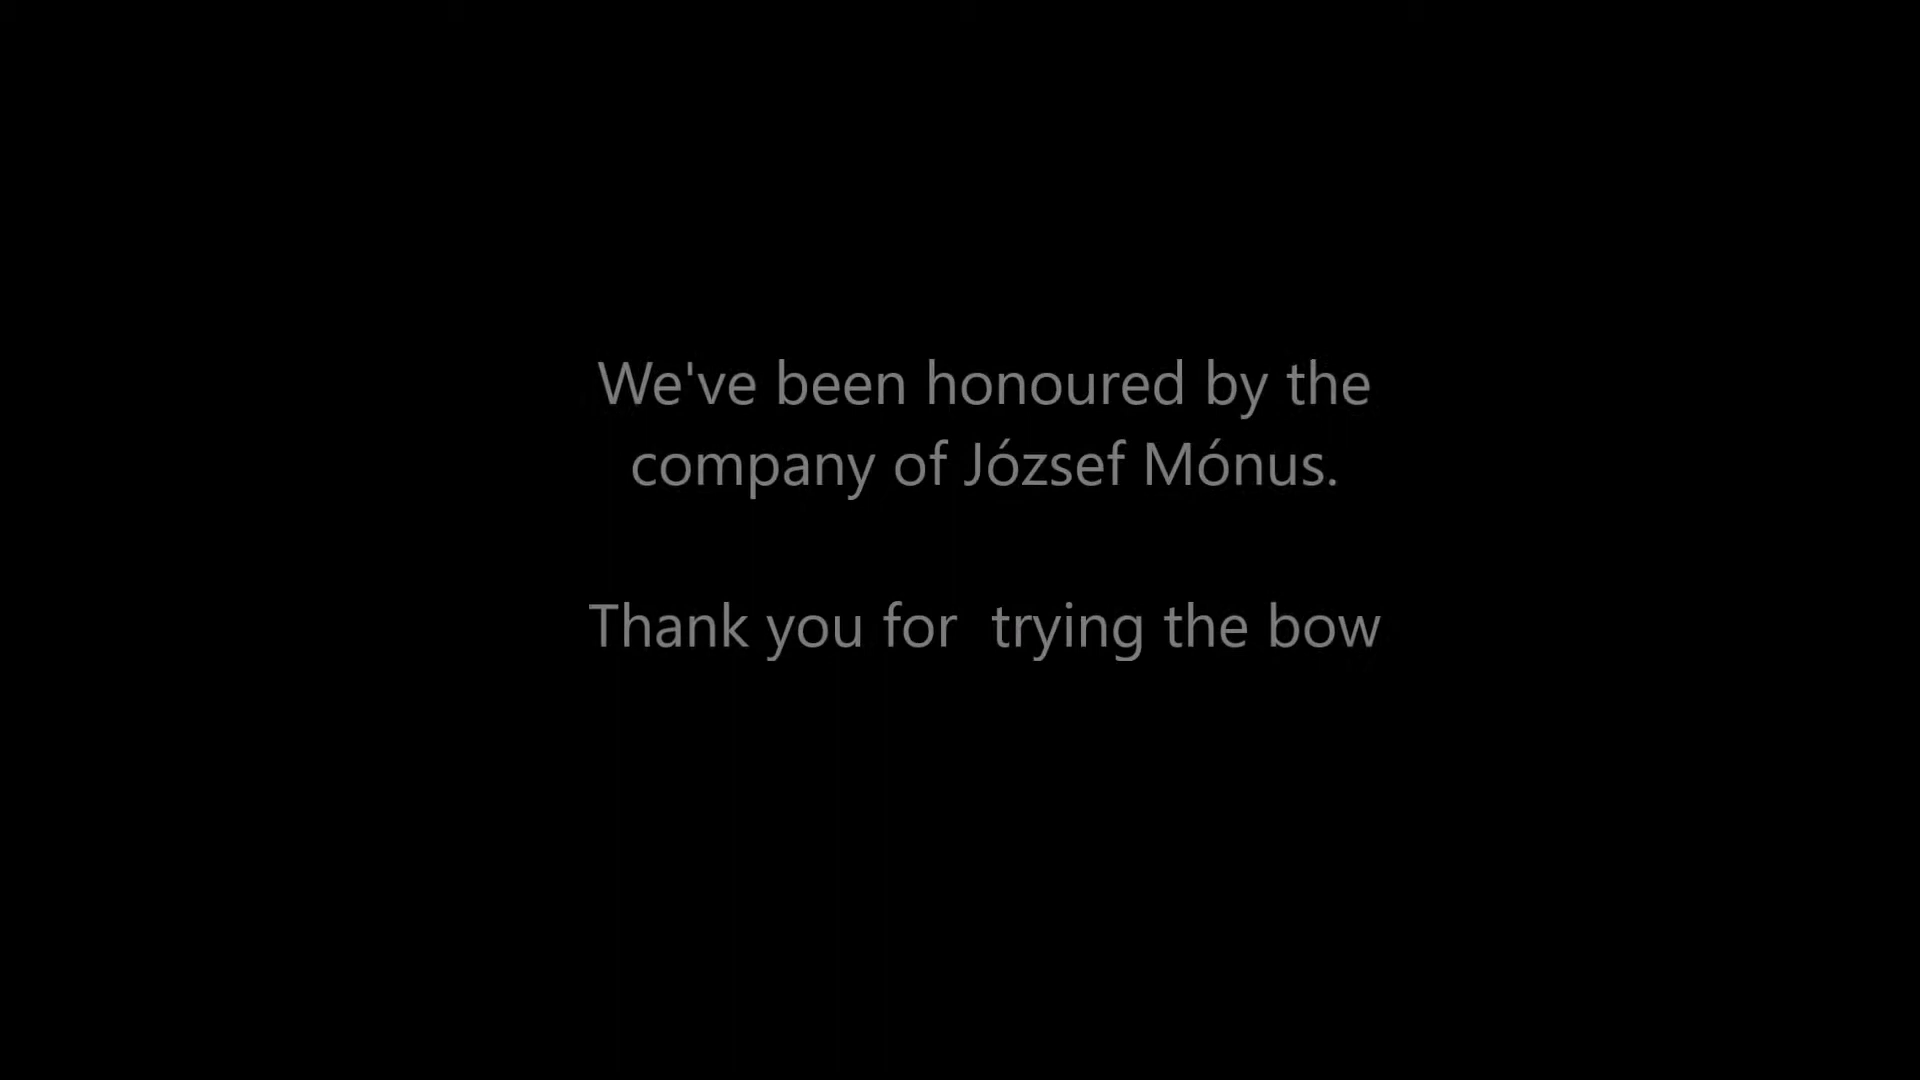 We've been honoured by the
company of József Mónus.
Thank you for  trying the bow